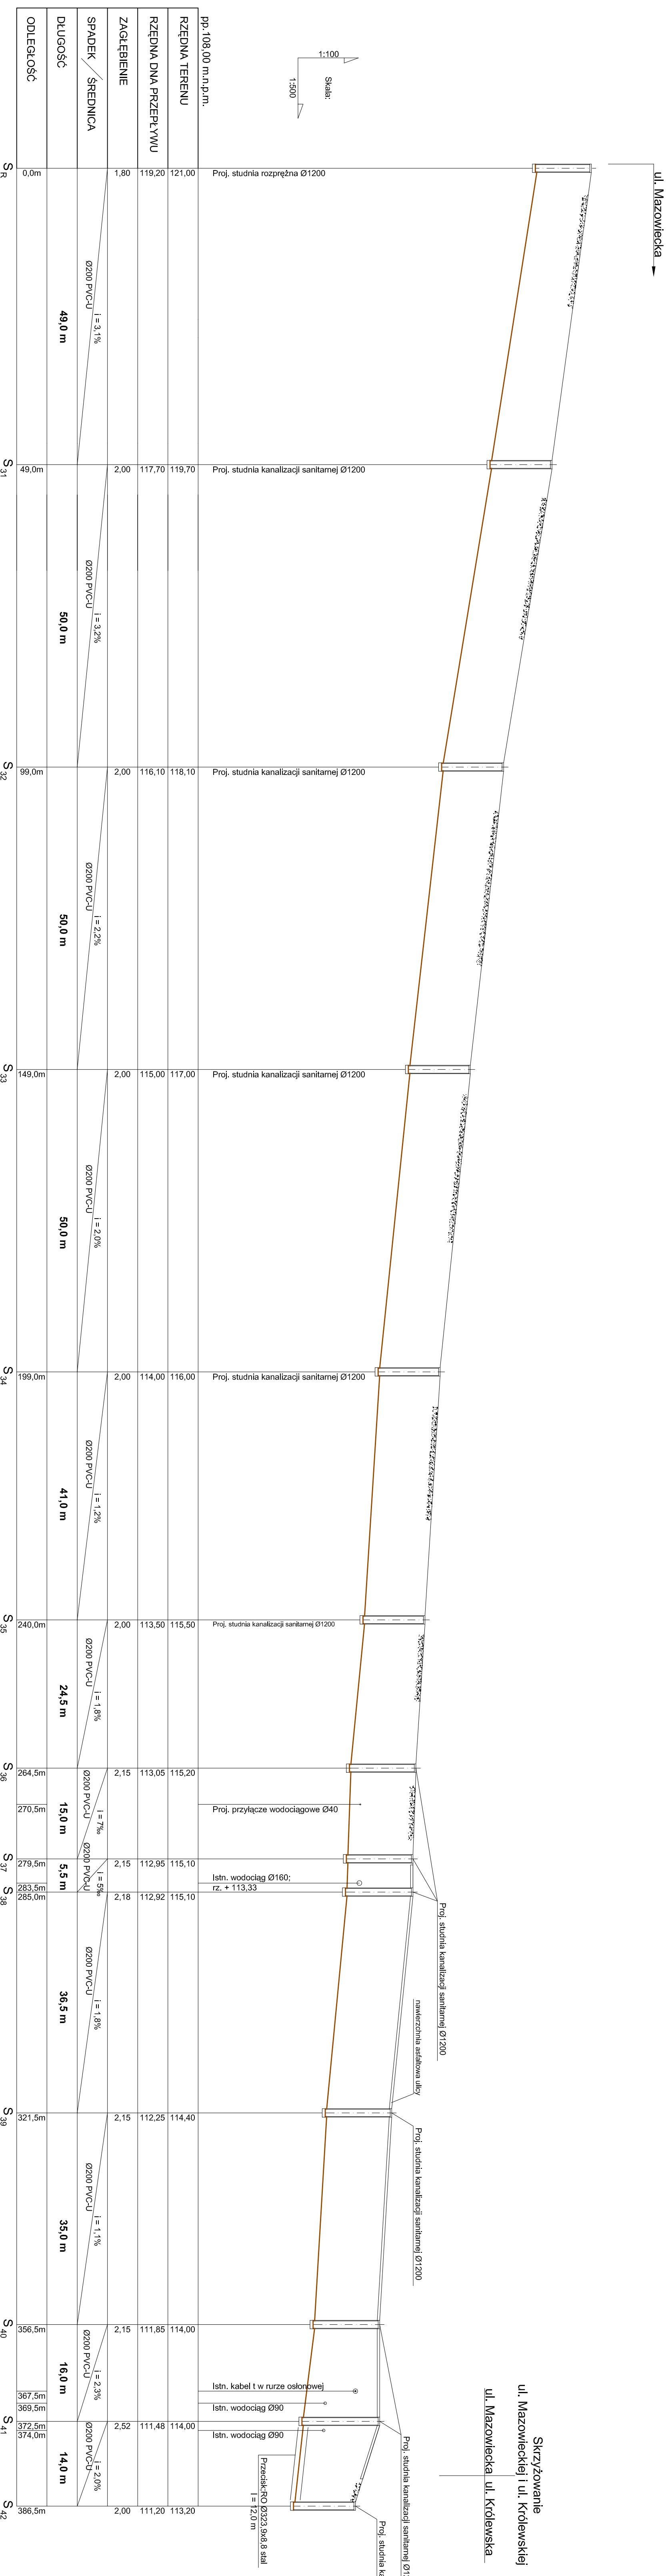 ul. Mazowiecka
Skala:
1:100
1:500
pp.108,00 m.n.p.m.
RZĘDNA TERENU
RZĘDNA DNA PRZEPŁYWU
ZAGŁĘBIENIE
SPADEK / ŚREDNICA
DŁUGOŚĆ
ODLEGŁOŚĆ
Proj. studnia rozprężna Ø1200
121,00
119,20
1,80
0,0m
S R
i = 3,1%
Ø200 PVC-U
49,0 m
Proj. studnia kanalizacji sanitarnej Ø1200
119,70
117,70
2,00
49,0m
S 31
i = 3,2%
Ø200 PVC-U
50,0 m
Proj. studnia kanalizacji sanitarnej Ø1200
118,10
116,10
2,00
99,0m
S 32
i = 2,2%
Ø200 PVC-U
50,0 m
Proj. studnia kanalizacji sanitarnej Ø1200
117,00
115,00
2,00
149,0m
S 33
i = 2,0%
Ø200 PVC-U
50,0 m
Proj. studnia kanalizacji sanitarnej Ø1200
116,00
114,00
2,00
199,0m
S 34
i = 1,2%
Ø200 PVC-U
41,0 m
Proj. studnia kanalizacji sanitarnej Ø1200
115,50
113,50
2,00
240,0m
S 35
i = 1,8%
Ø200 PVC-U
24,5 m
115,20
113,05
2,15
264,5m
S 36
Proj. przyłącze wodociągowe Ø40
270,5m
i = 7‰
Ø200 PVC-U
15,0 m
115,10
112,95
2,15
279,5m
S 37
Istn. wodociąg Ø160;
rz. + 113,33
283,5m
i = 5‰
Ø200 PVC-U
5,5 m
Proj. studnia kanalizacji sanitarnej Ø1200
115,10
112,92
2,18
285,0m
S 38
i = 1,8%
Ø200 PVC-U
36,5 m
nawierzchnia asfaltowa ulicy
Proj. studnia kanalizacji sanitarnej Ø1200
114,40
112,25
2,15
321,5m
S 39
i = 1,1%
Ø200 PVC-U
35,0 m
114,00
111,85
2,15
356,5m
S 40
Istn. kabel t w rurze osłonowej
367,5m
Istn. wodociąg Ø90
369,5m
i = 2,3%
Ø200 PVC-U
16,0 m
114,00
111,48
2,52
372,5m
S 41
Istn. wodociąg Ø90
374,0m
i = 2,0%
Ø200 PVC-U
14,0 m
Przecisk:RO Ø323,9x8,8 stal
l = 12,0 m
113,20
111,20
2,00
386,5m
S 42
Proj. studnia kanalizacji sanitarnej
Proj. studnia
Skrzyżowanie
ul. Mazowieckiej i ul. Królewskiej
ul. Mazowiecka ul. Królewska